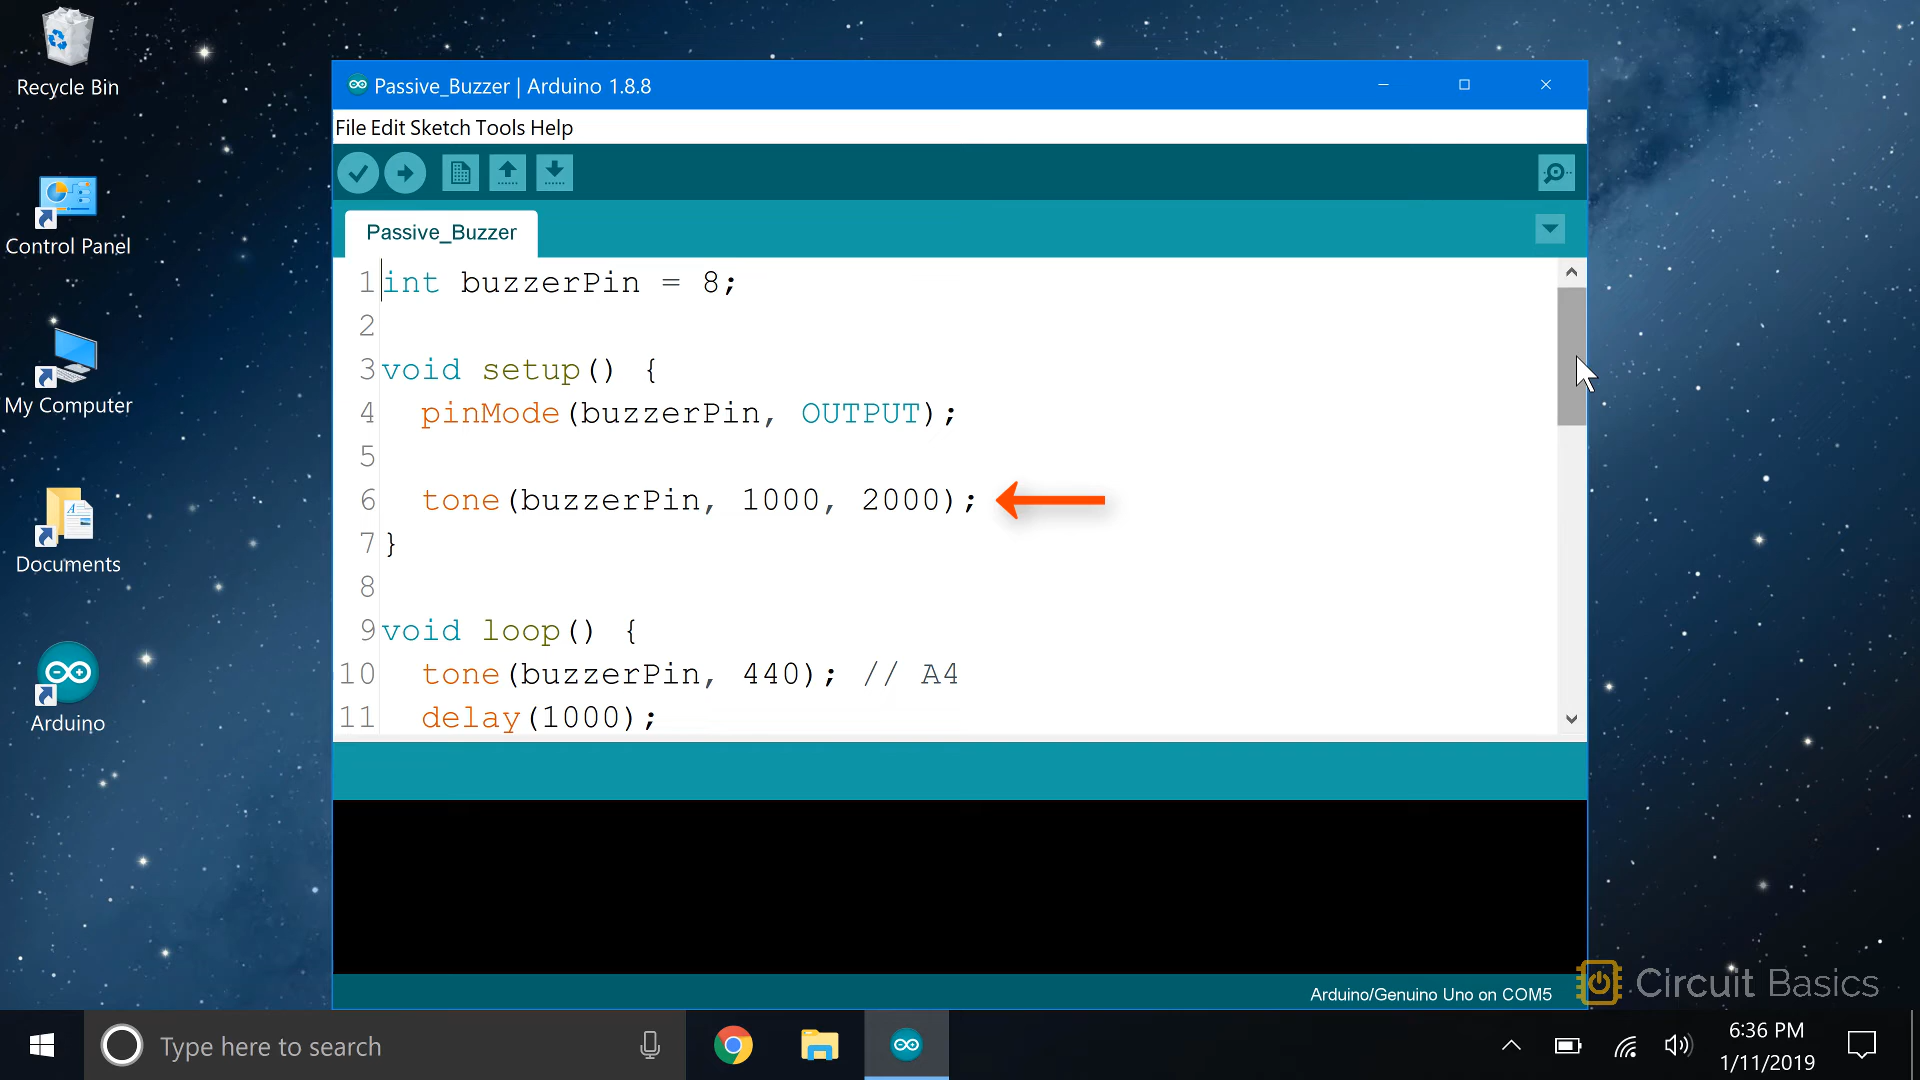 Recycle Bin
Control Panel
My Computer
Documents
Arduino
Passive_Buzzer | Arduino 1.8.8
File Edit Sketch Tools Help
Passive_Buzzer
1 int buzzerPin = 8;
2
3 void setup() {
4 pinMode(buzzerPin, OUTPUT);
5
6 tone(buzzerPin, 1000, 2000);
7 }
8
9 void loop() {
10 tone(buzzerPin, 440); // A4
11 delay(1000);
Arduino/Genuino Uno on COM5
Circuit Basics
Type here to search
6:36 PM
1/11/2019